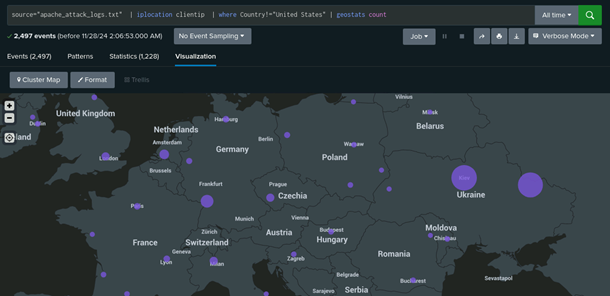 source="apache_attack_logs.txt" | iplocation clientip | where Country!="United States" | geostats count
All time
2,497 events (before 11/28/24 2:06:53.000 AM)
No Event Sampling
Job
Verbose Mode
Events (2,497)
Patterns
Statistics (1,228)
Visualization
Cluster Map
Format
Trellis
+
−
Vilnius
United Kingdom
Hamburg
Minsk
Dublin
Netherlands
Belarus
land
Amsterdam
Berlin
Warsaw
London
Germany
Poland
Brussels
Kiev
Frankfurt
Prague
Ukraine
Czechia
Paris
Munich
Vienna
Moldova
Zürich
Austria
Budapest
Chisinau
France
Switzerland
Hungary
Geneva
Romania
Lyon
Milan
Zagreb
Belgrade
Bucharest
Sevastopol
Sarajevo
Serbia